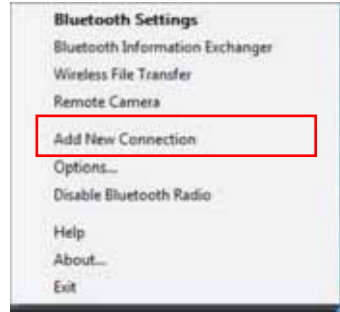 Bluetooth Settings
Bluetooth Information Exchanger
Wireless File Transfer
Remote Camera
Add New Connection
Options...
Disable Bluetooth Radio
Help
About...
Exit